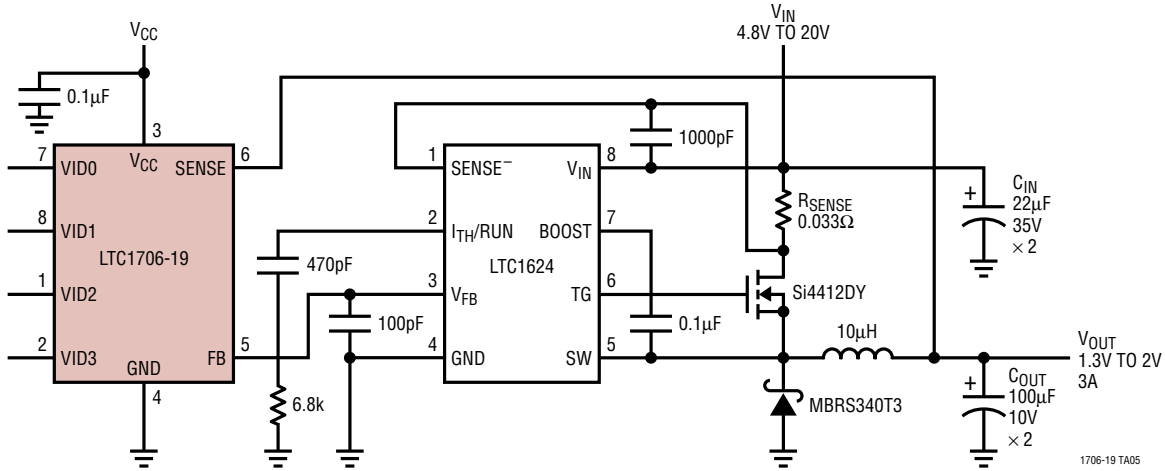 VCC
0.1µF
3
VCC
7
VID0
SENSE
6
8
VID1
LTC1706-19
1
VID2
2
VID3
FB
5
GND
4
470pF
6.8k
100pF
1
SENSE–
VIN
8
2
ITH/RUN
BOOST
7
LTC1624
3
VFB
TG
6
4
GND
SW
5
1000pF
0.1µF
VIN
4.8V TO 20V
RSENSE
0.033Ω
Si4412DY
10µH
MBRS340T3
+
CIN
22µF
35V
× 2
VOUT
1.3V TO 2V
3A
+
COUT
100µF
10V
× 2
1706-19 TA05